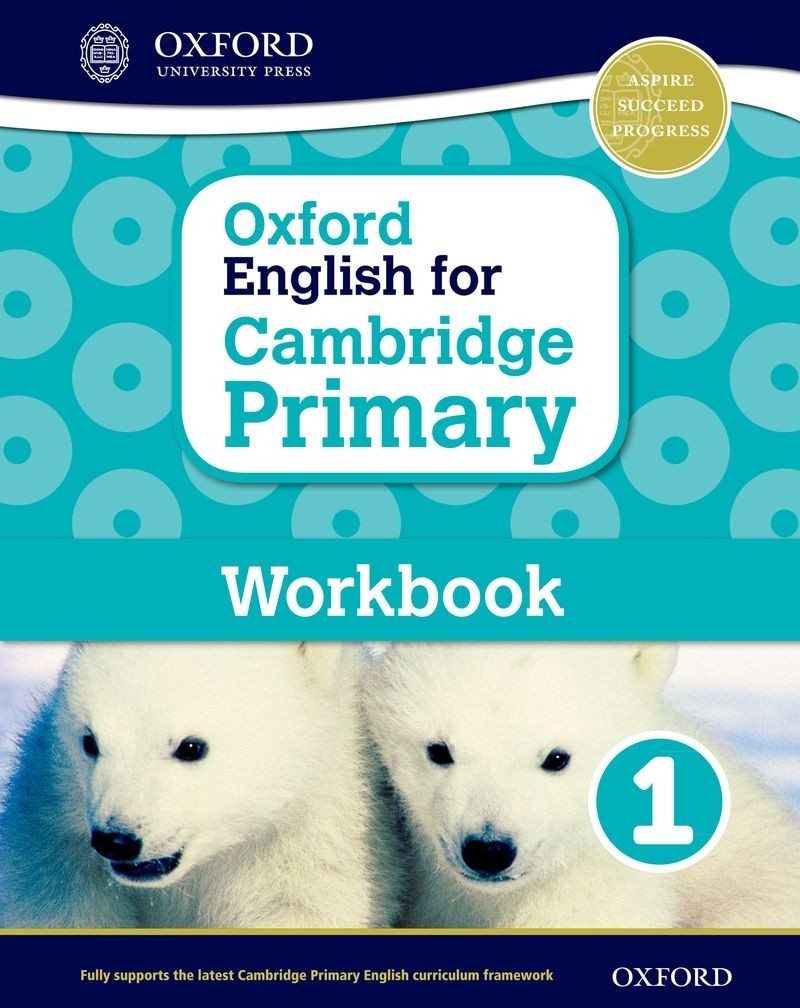 OXFORD
UNIVERSITY PRESS
ASPIRE
SUCCEED
PROGRESS
Oxford
English for
Cambridge
Primary
Workbook
1
Fully supports the latest Cambridge Primary English curriculum framework
OXFORD